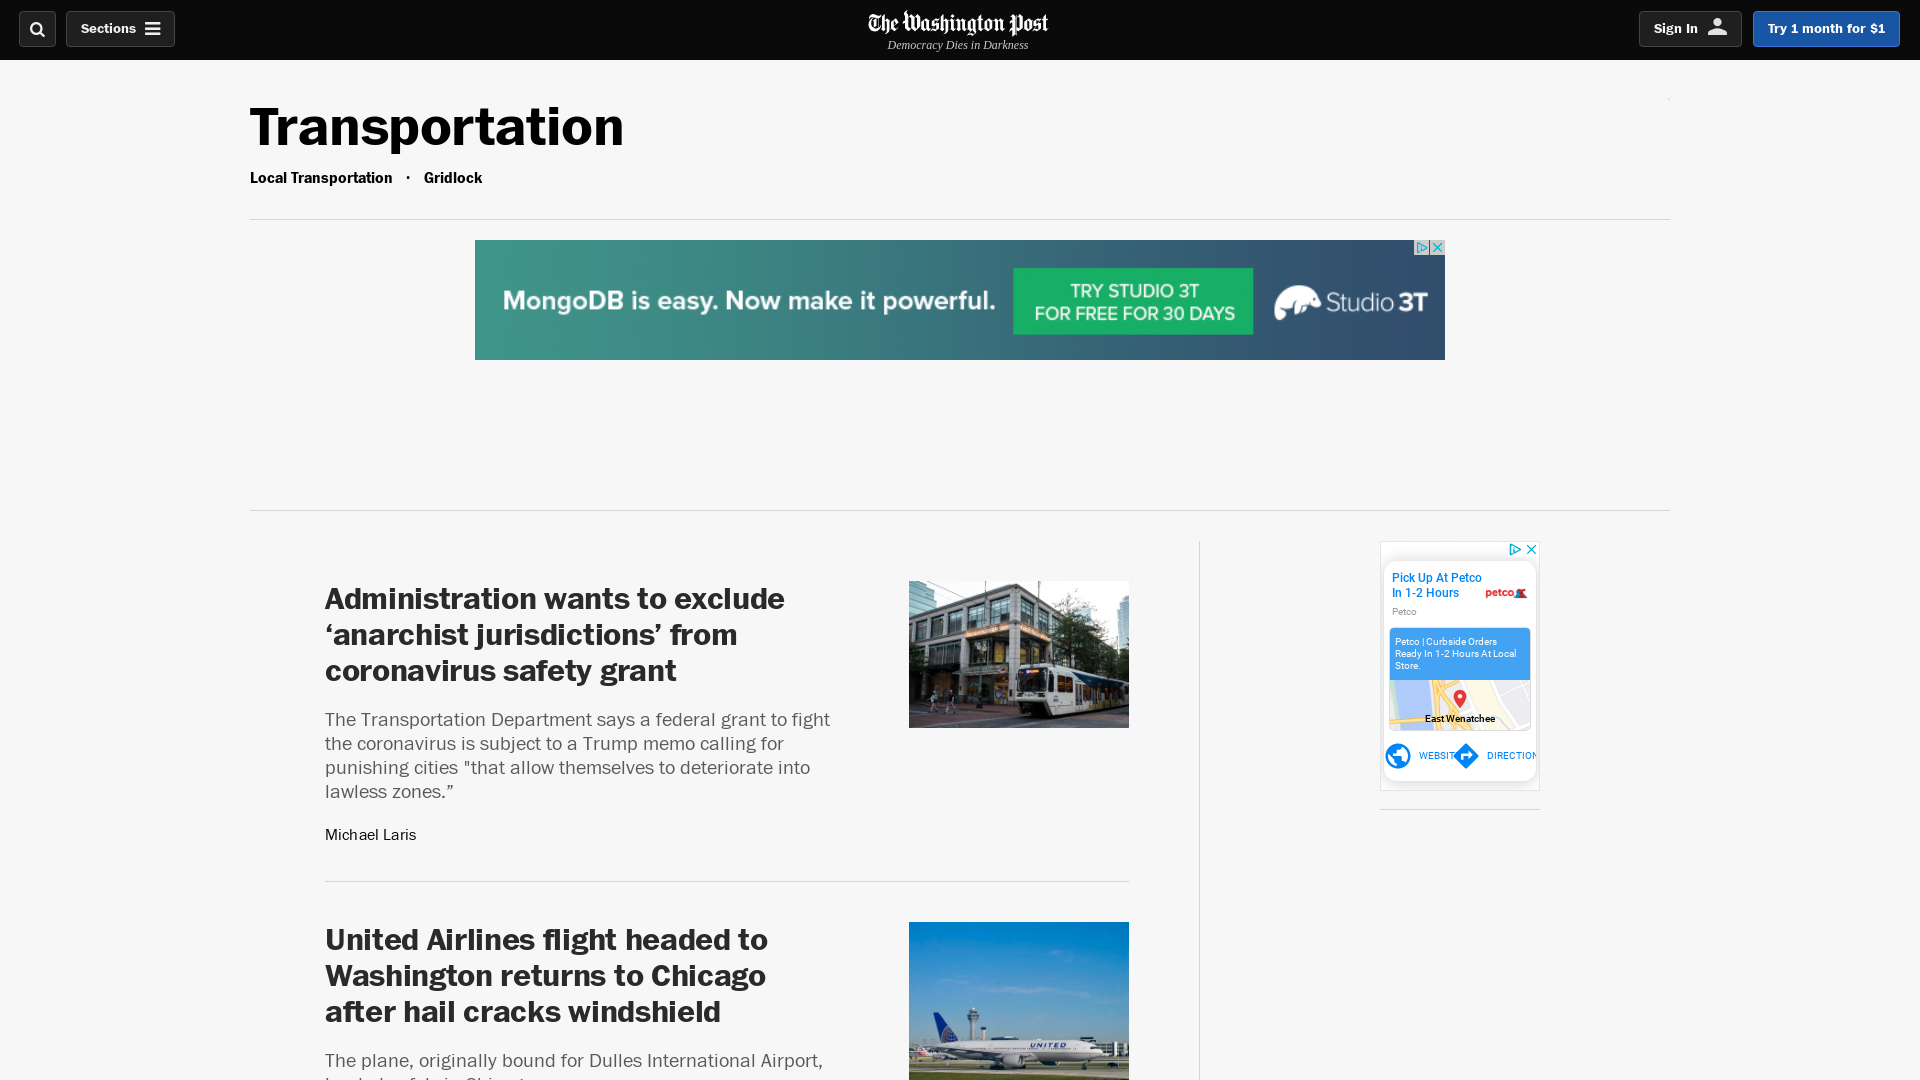 Sections
The Washington Post
Democracy Dies in Darkness
Sign In
Try 1 month for $1
Transportation
Local Transportation · Gridlock
MongoDB is easy. Now make it powerful.
TRY STUDIO 3T
FOR FREE FOR 30 DAYS
Studio 3T
Administration wants to exclude
‘anarchist jurisdictions’ from
coronavirus safety grant
The Transportation Department says a federal grant to fight
the coronavirus is subject to a Trump memo calling for
punishing cities "that allow themselves to deteriorate into
lawless zones.”
Michael Laris
Pick Up At Petco
In 1-2 Hours
petco
Petco
Petco | Curbside Orders
Ready In 1-2 Hours At Local
Store.
East Wenatchee
WEBSIT
DIRECTION
United Airlines flight headed to
Washington returns to Chicago
after hail cracks windshield
UNITED
The plane, originally bound for Dulles International Airport,